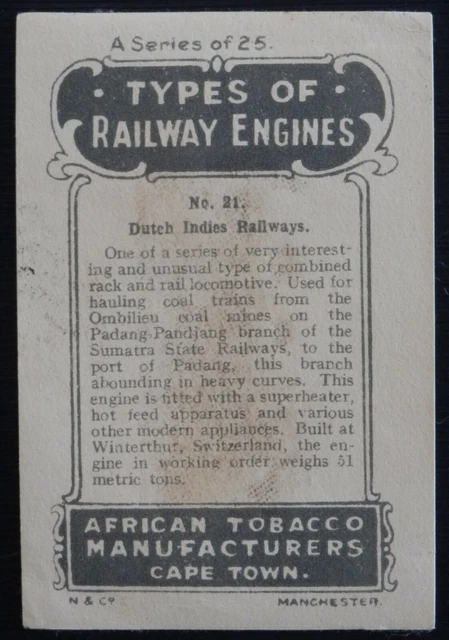 A Series of 25.
· TYPES OF ·
RAILWAY ENGINES
No. 21.
Dutch Indies Railways.
One of a series of very interest-
ing and unusual type of combined
rack and rail locomotive. Used for
hauling coal trains from the
Ombilieu coal mines on the
Padang-Pandjang branch of the
Sumatra State Railways, to the
port of Padang, this branch
abounding in heavy curves. This
engine is fitted with a superheater,
hot feed apparatus and various
other modern appliances. Built at
Winterthur, Switzerland, the en-
gine in working order weighs 51
metric tons.
AFRICAN TOBACCO
MANUFACTURERS
CAPE TOWN.
N & Co MANCHESTER.